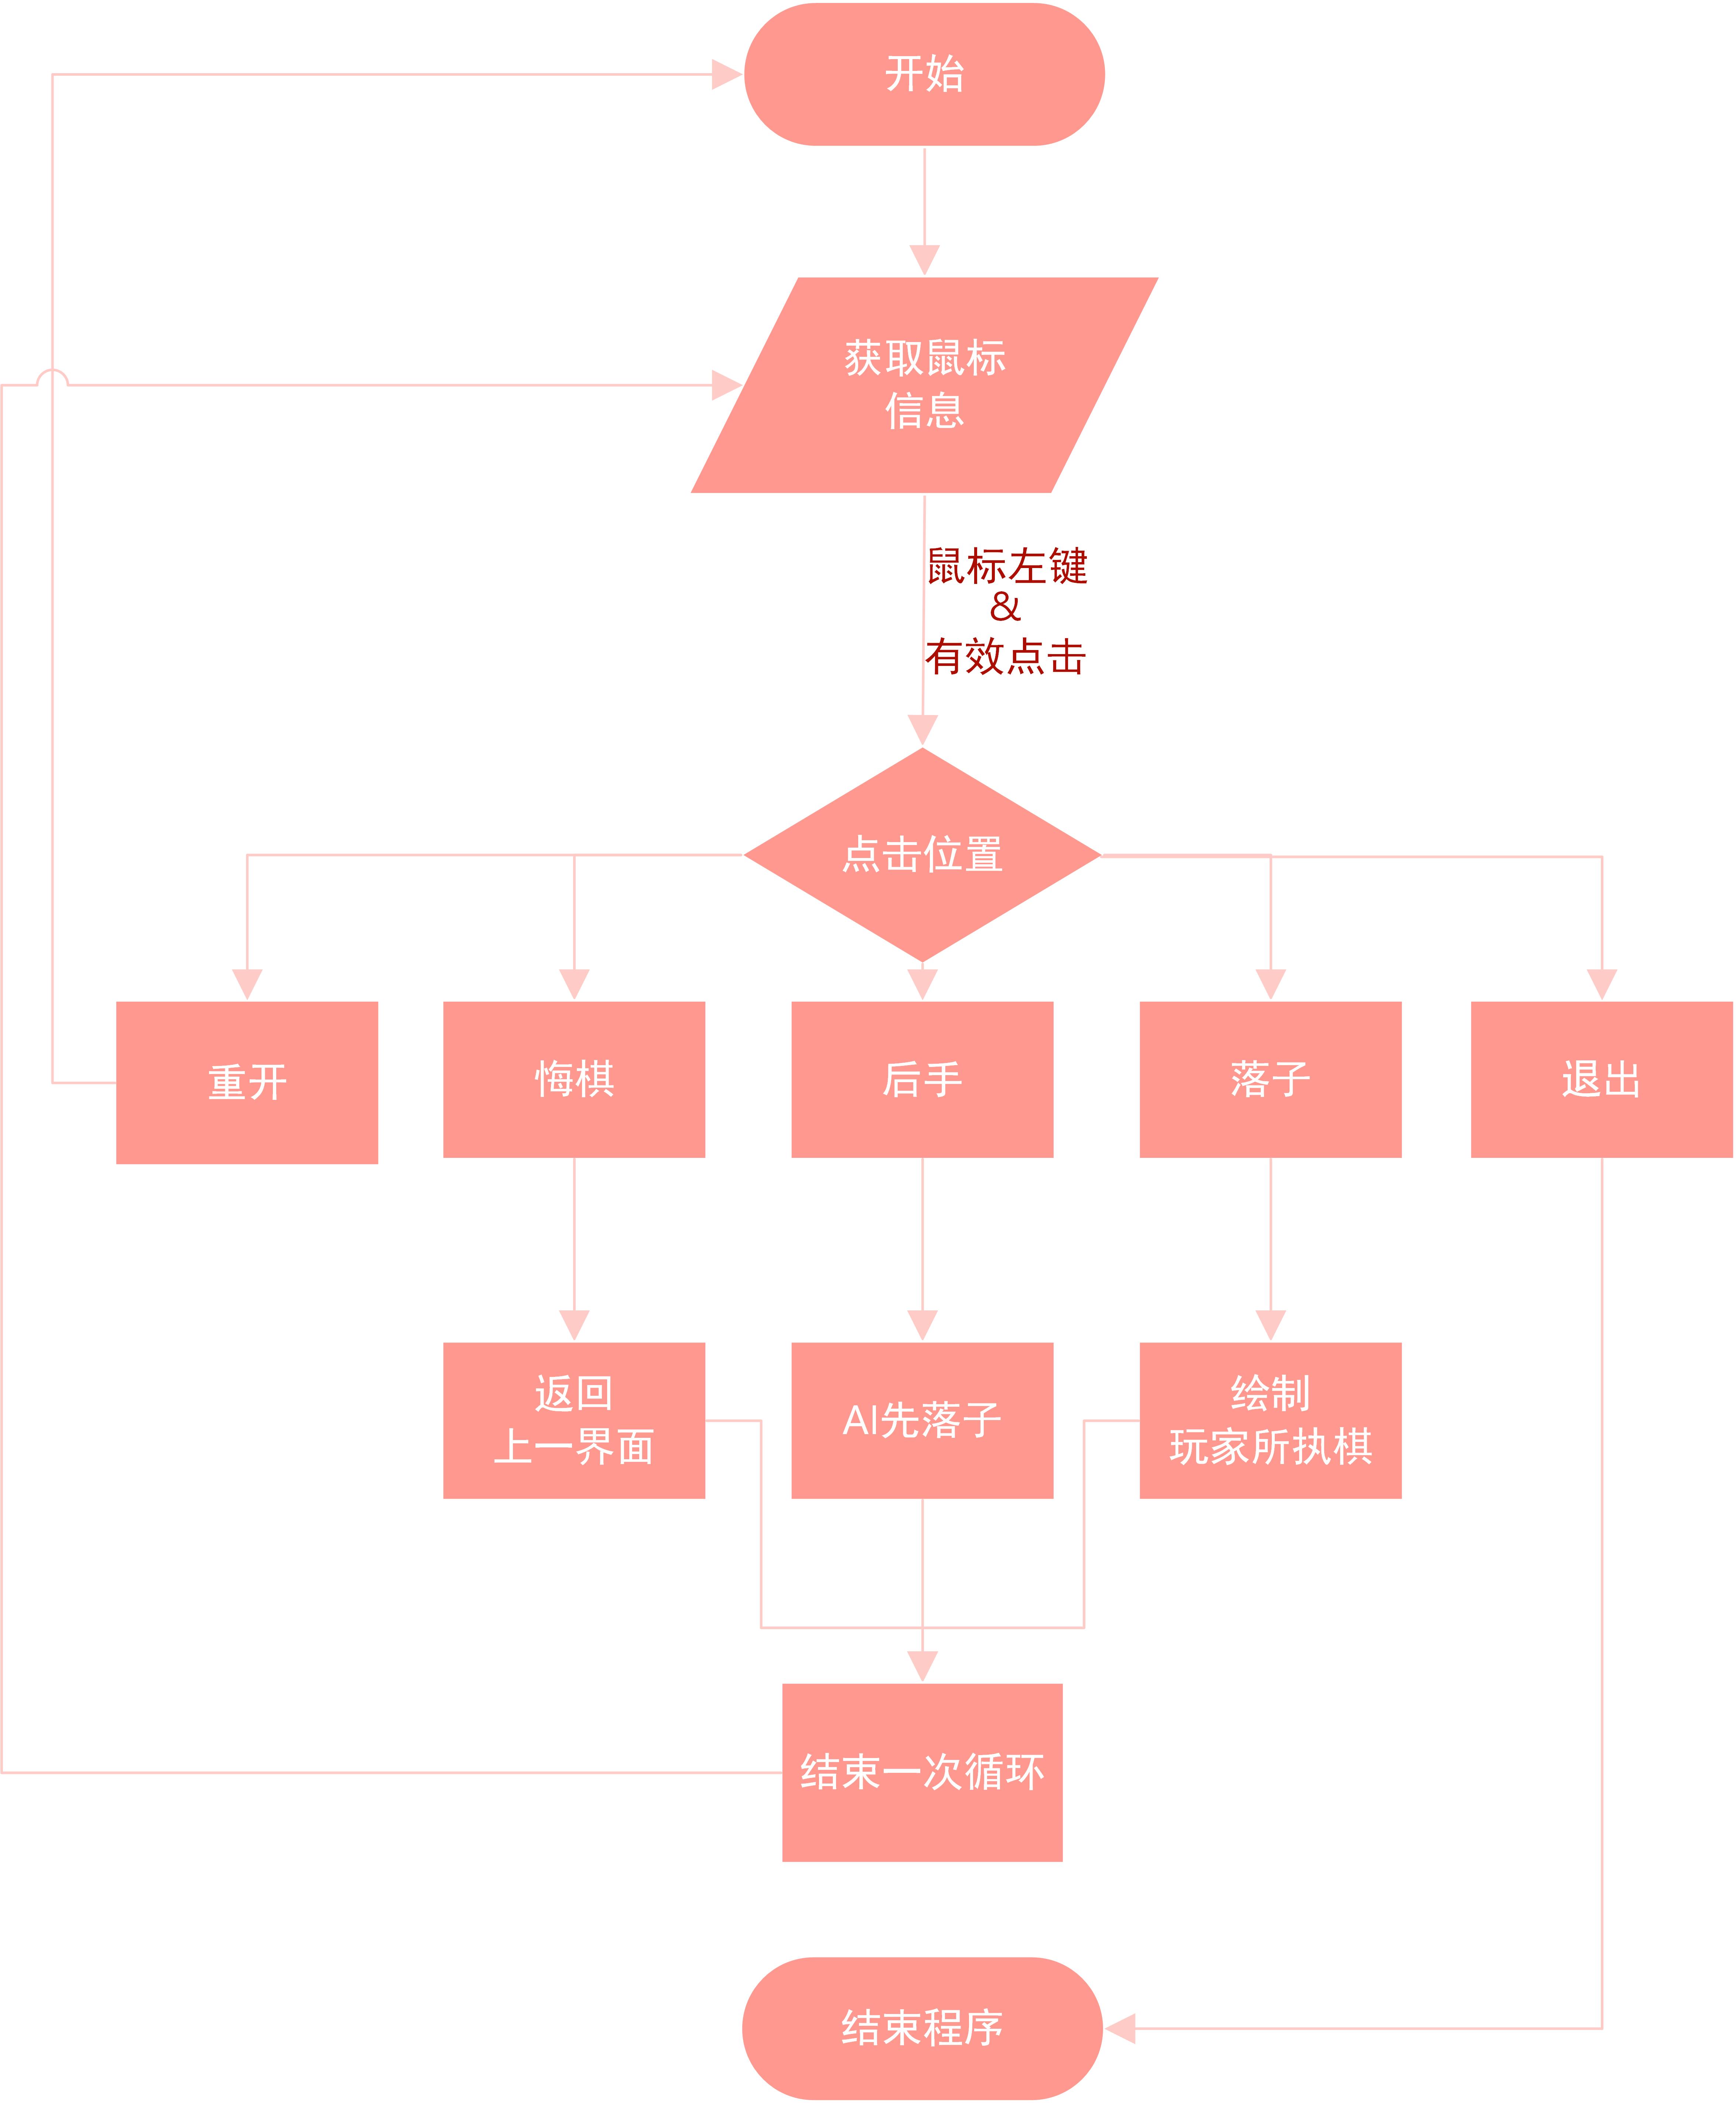 开始
获取鼠标
信息
鼠标左键
&
有效点击
点击位置
重开
悔棋
后手
落子
退出
返回
上一界面
AI先落子
绘制
玩家所执棋
结束一次循环
结束程序